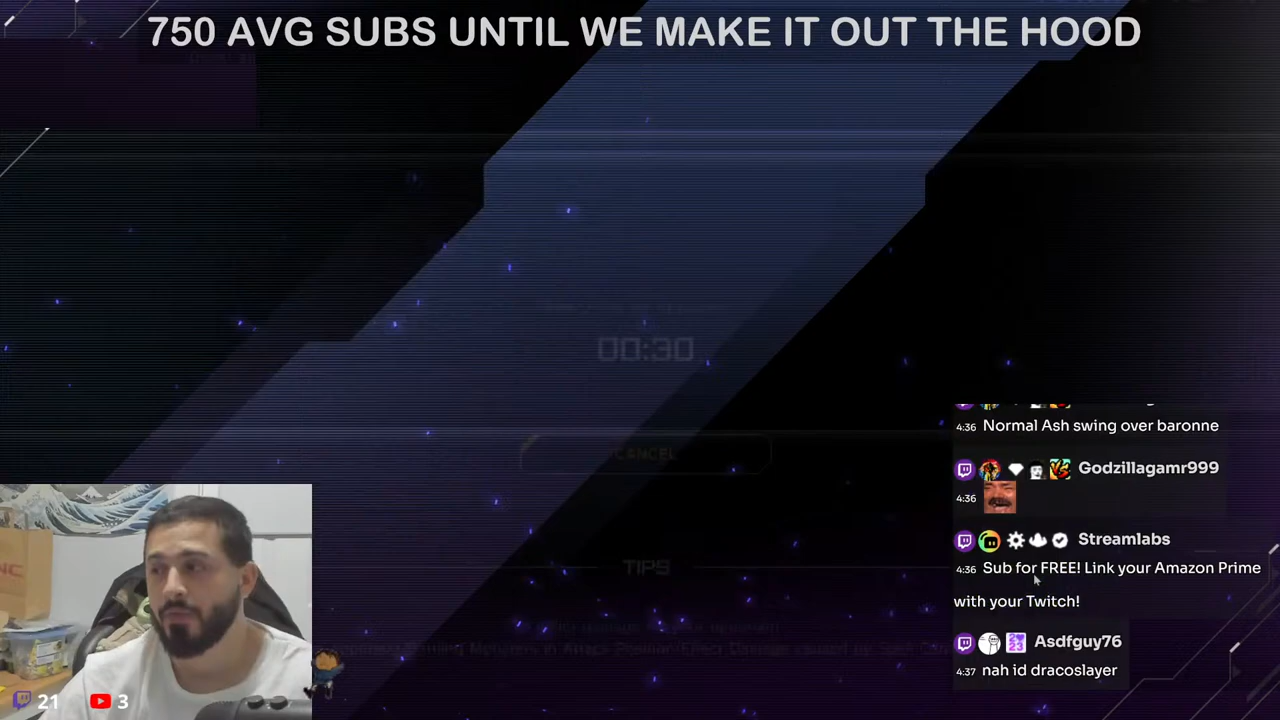 750 AVG SUBS UNTIL WE MAKE IT OUT THE HOOD
00:30
CANCEL
TIPS
4:36 Normal Ash swing over baronne
Godzillagamr999
4:36
Streamlabs
4:36 Sub for FREE! Link your Amazon Prime
with your Twitch!
Asdfguy76
4:37 nah id dracoslayer
21 3